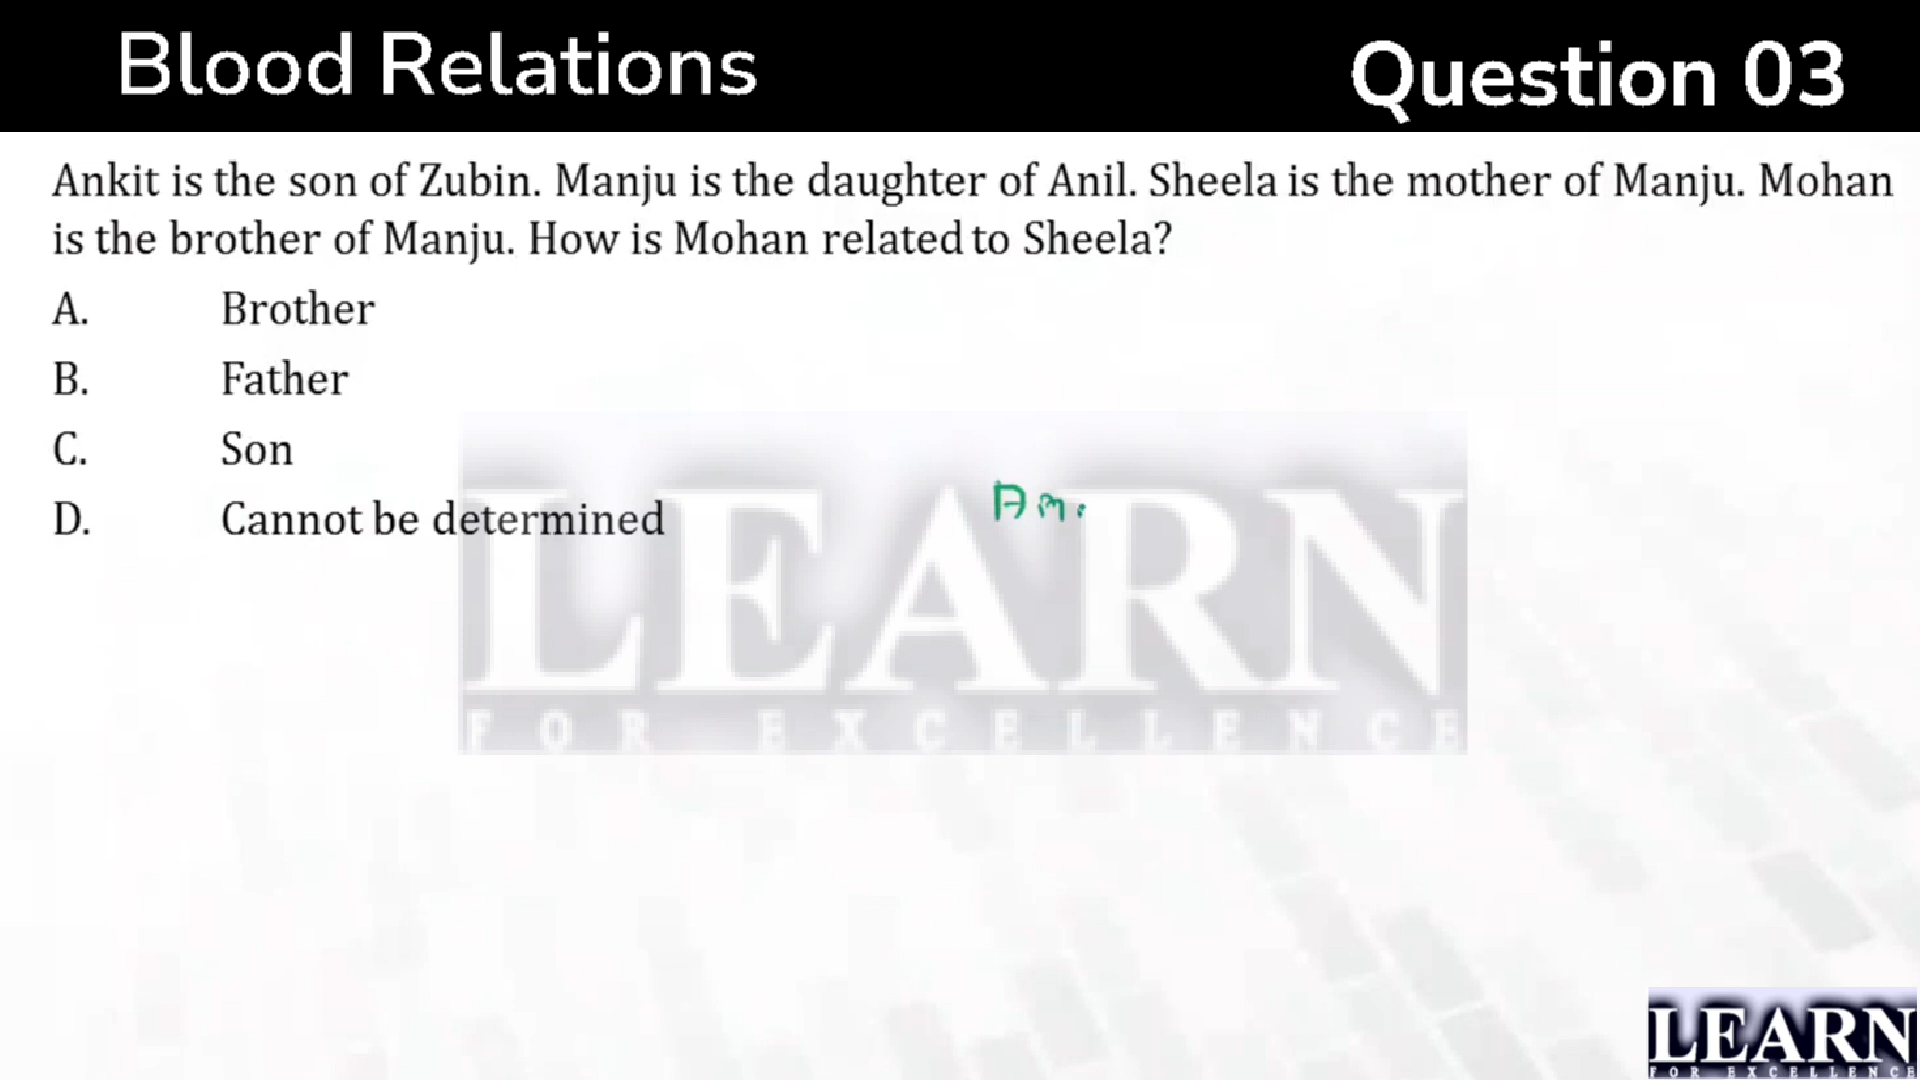 Blood Relations
Question 03
Ankit is the son of Zubin. Manju is the daughter of Anil. Sheela is the mother of Manju. Mohan
is the brother of Manju. How is Mohan related to Sheela?
A. Brother
B. Father
C. Son
D. Cannot be determined
LEARN
FOR EXCELLENCE
LEARN
FOR EXCELLENCE